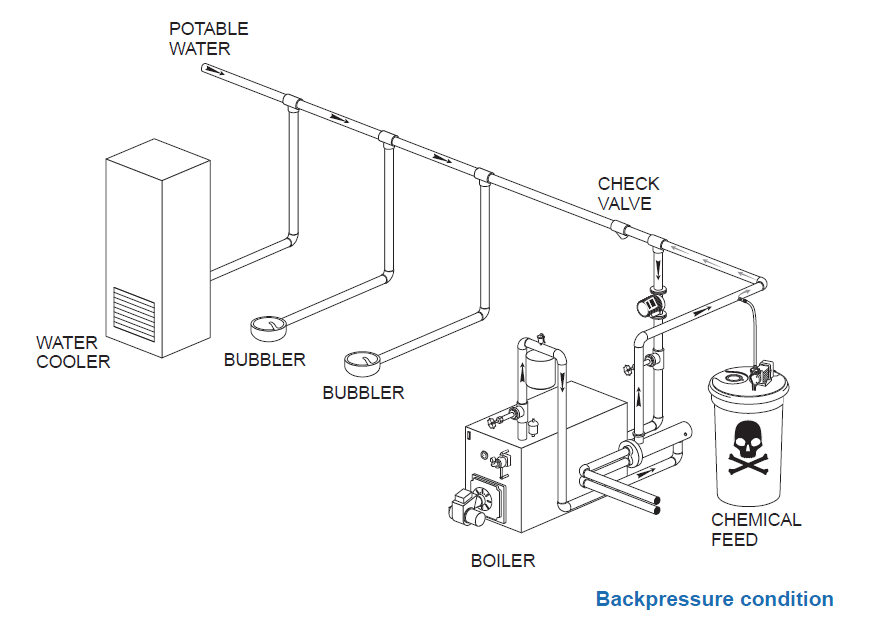 POTABLE
WATER
CHECK
VALVE
WATER
COOLER
BUBBLER
BUBBLER
CHEMICAL
FEED
BOILER
Backpressure condition